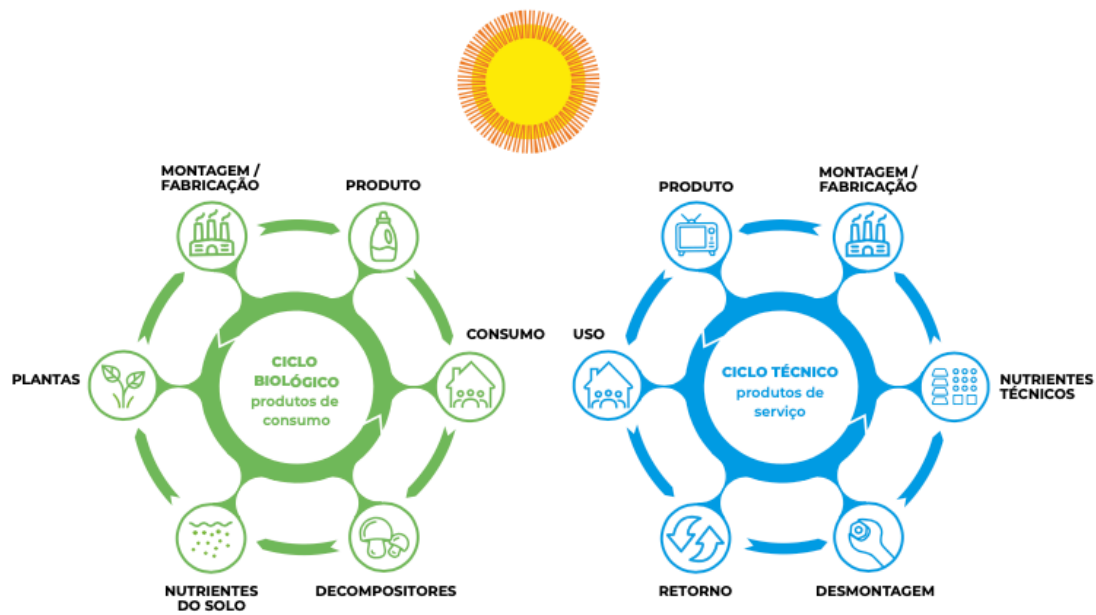 MONTAGEM /
FABRICAÇÃO
PRODUTO
CONSUMO
DECOMPOSITORES
NUTRIENTES
DO SOLO
PLANTAS
CICLO
BIOLÓGICO
produtos de
consumo
MONTAGEM /
FABRICAÇÃO
PRODUTO
USO
RETORNO
DESMONTAGEM
NUTRIENTES
TÉCNICOS
CICLO TÉCNICO
produtos de
serviço